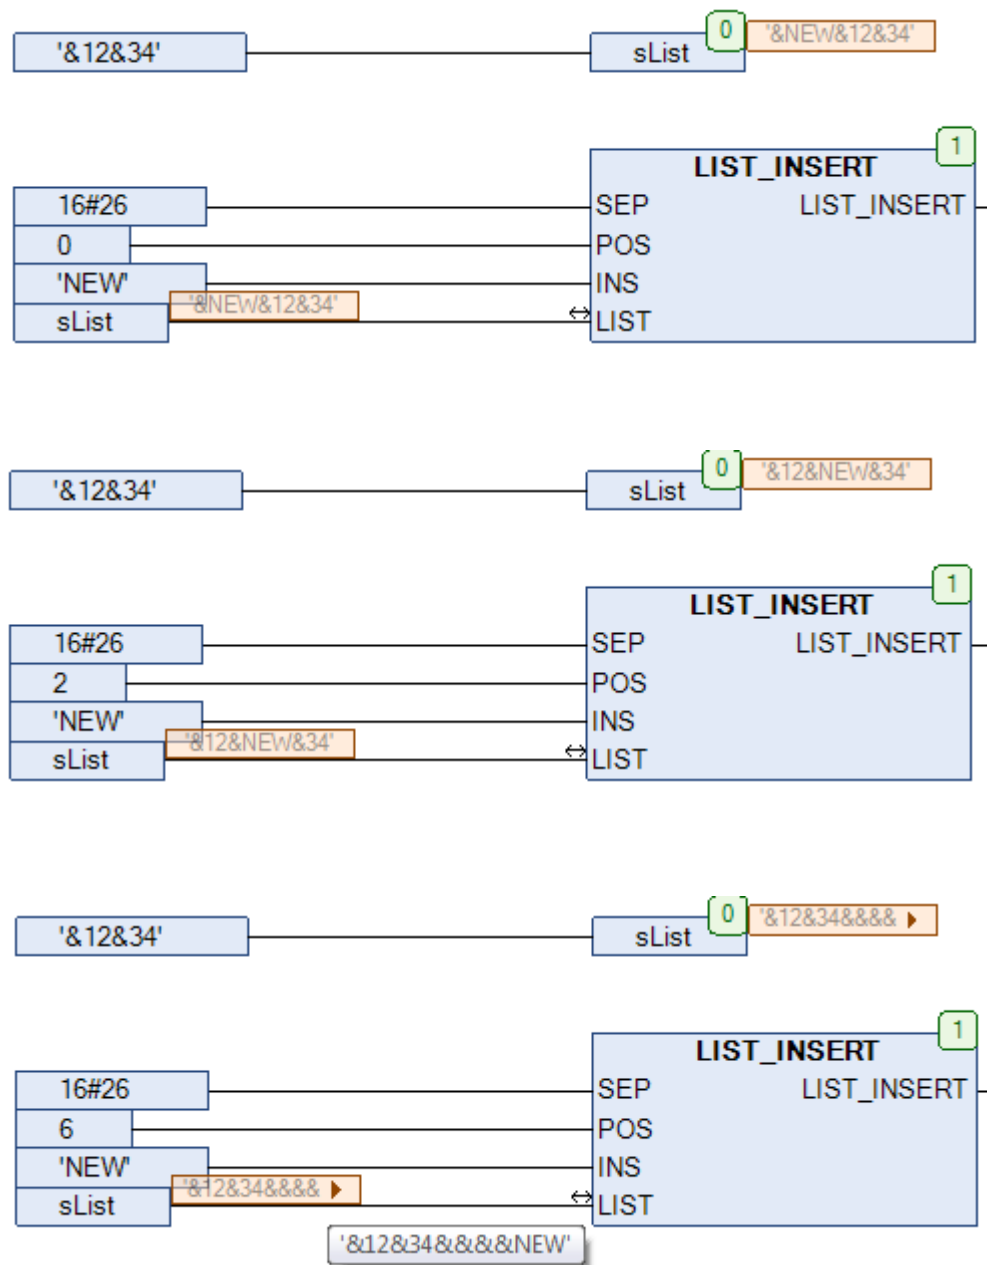 '&12&34' sList 0 '&NEW&12&34'
1
LIST_INSERT
16#26 SEP LIST_INSERT
0 POS
'NEW' INS
sList '&NEW&12&34' LIST
'&12&34' sList 0 '&12&NEW&34'
1
LIST_INSERT
16#26 SEP LIST_INSERT
2 POS
'NEW' INS
sList '&12&NEW&34' LIST
'&12&34' sList 0 '&12&34&&&&
1
LIST_INSERT
16#26 SEP LIST_INSERT
6 POS
'NEW' INS
sList '&12&34&&&& LIST
'&12&34&&&&NEW'